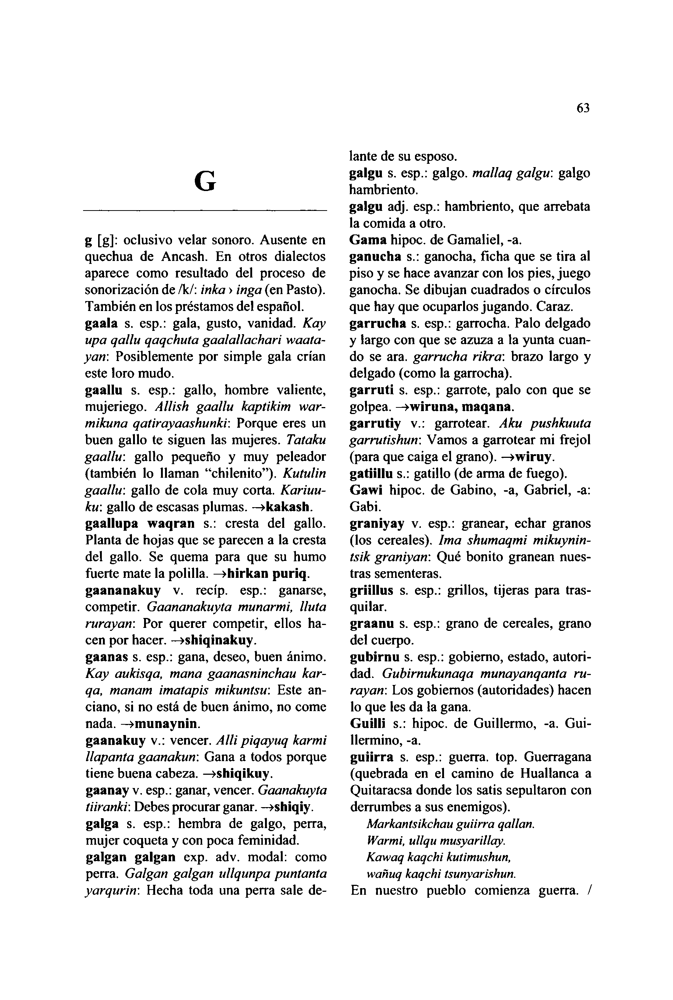 63
G
g [g]: oclusivo velar sonoro. Ausente en
quechua de Ancash. En otros dialectos
aparece como resultado del proceso de
sonorización de /k/: inka › inga (en Pasto).
También en los préstamos del español.
gaala s. esp.: gala, gusto, vanidad. Kay
upa qallu qaqchuta gaalallachari waata-
yan: Posiblemente por simple gala crían
este loro mudo.
gaallu s. esp.: gallo, hombre valiente,
mujeriego. Allish gaallu kaptikim war-
mikuna qatirayaashunki: Porque eres un
buen gallo te siguen las mujeres. Tataku
gaallu: gallo pequeño y muy peleador
(también lo llaman “chilenito”). Kutulin
gaallu: gallo de cola muy corta. Kariuu-
ku: gallo de escasas plumas. →kakash.
gaallupa waqran s.: cresta del gallo.
Planta de hojas que se parecen a la cresta
del gallo. Se quema para que su humo
fuerte mate la polilla. →hirkan puriq.
gaananakuy v. recíp. esp.: ganarse,
competir. Gaananakuyta munarmi, lluta
rurayan: Por querer competir, ellos ha-
cen por hacer. →shiqinakuy.
gaanas s. esp.: gana, deseo, buen ánimo.
Kay aukisqa, mana gaanasninchau kar-
qa, manam imatapis mikuntsu: Este an-
ciano, si no está de buen ánimo, no come
nada. →munaynin.
gaanakuy v.: vencer. Alli piqayuq karmi
llapanta gaanakun: Gana a todos porque
tiene buena cabeza. →shiqikuy.
gaanay v. esp.: ganar, vencer. Gaanakuyta
tiiranki: Debes procurar ganar. →shiqiy.
galga s. esp.: hembra de galgo, perra,
mujer coqueta y con poca feminidad.
galgan galgan exp. adv. modal: como
perra. Galgan galgan ullqunpa puntanta
yarqurin: Hecha toda una perra sale de-
lante de su esposo.
galgu s. esp.: galgo. mallaq galgu: galgo
hambriento.
galgu adj. esp.: hambriento, que arrebata
la comida a otro.
Gama hipoc. de Gamaliel, -a.
ganucha s.: ganocha, ficha que se tira al
piso y se hace avanzar con los pies, juego
ganocha. Se dibujan cuadrados o círculos
que hay que ocuparlos jugando. Caraz.
garrucha s. esp.: garrocha. Palo delgado
y largo con que se azuza a la yunta cuan-
do se ara. garrucha rikra: brazo largo y
delgado (como la garrocha).
garruti s. esp.: garrote, palo con que se
golpea. →wiruna, maqana.
garrutiy v.: garrotear. Aku pushkuuta
garrutishun: Vamos a garrotear mi frejol
(para que caiga el grano). →wiruy.
gatiillu s.: gatillo (de arma de fuego).
Gawi hipoc. de Gabino, -a, Gabriel, -a:
Gabi.
graniyay v. esp.: granear, echar granos
(los cereales). Ima shumaqmi mikuynin-
tsik graniyan: Qué bonito granean nues-
tras sementeras.
griillus s. esp.: grillos, tijeras para tras-
quilar.
graanu s. esp.: grano de cereales, grano
del cuerpo.
gubirnu s. esp.: gobierno, estado, autori-
dad. Gubirnukunaqa munayanqanta ru-
rayan: Los gobiernos (autoridades) hacen
lo que les da la gana.
Guilli s.: hipoc. de Guillermo, -a. Gui-
llermino, -a.
guiirra s. esp.: guerra. top. Guerragana
(quebrada en el camino de Huallanca a
Quitaracsa donde los satis sepultaron con
derrumbes a sus enemigos).
Markantsikchau guiirra qallan.
Warmi, ullqu musyarillay.
Kawaq kaqchi kutimushun,
wañuq kaqchi tsunyarishun.
En nuestro pueblo comienza guerra. /